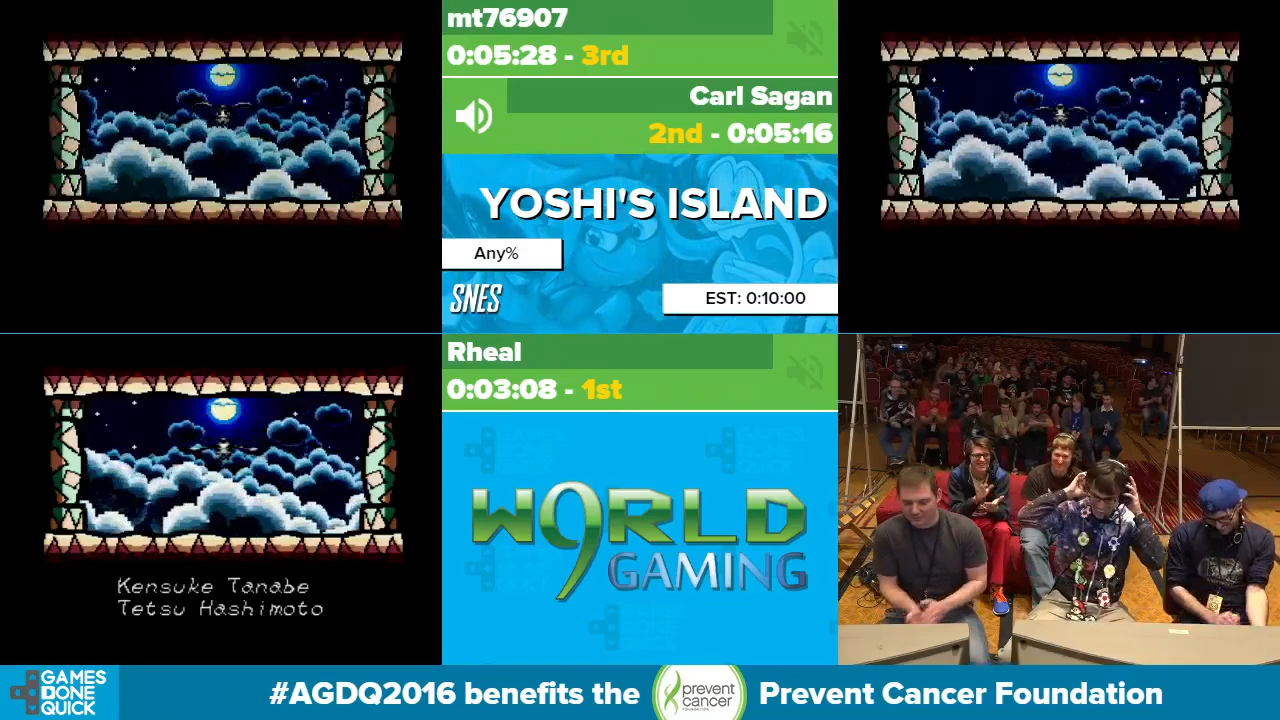 mt76907
0:05:28 - 3rd
Carl Sagan
2nd - 0:05:16
YOSHI'S ISLAND
Any%
SNES
EST: 0:10:00
Rheal
0:03:08 - 1st
W9RLD
GAMING
Kensuke Tanabe
Tetsu Hashimoto
GAMES
DONE
QUICK
#AGDQ2016 benefits the
prevent
cancer
FOUNDATION
Prevent Cancer Foundation